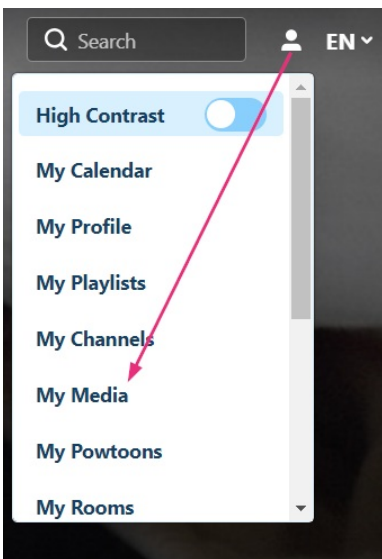 Search
EN
High Contrast
My Calendar
My Profile
My Playlists
My Channels
My Media
My Powtoons
My Rooms